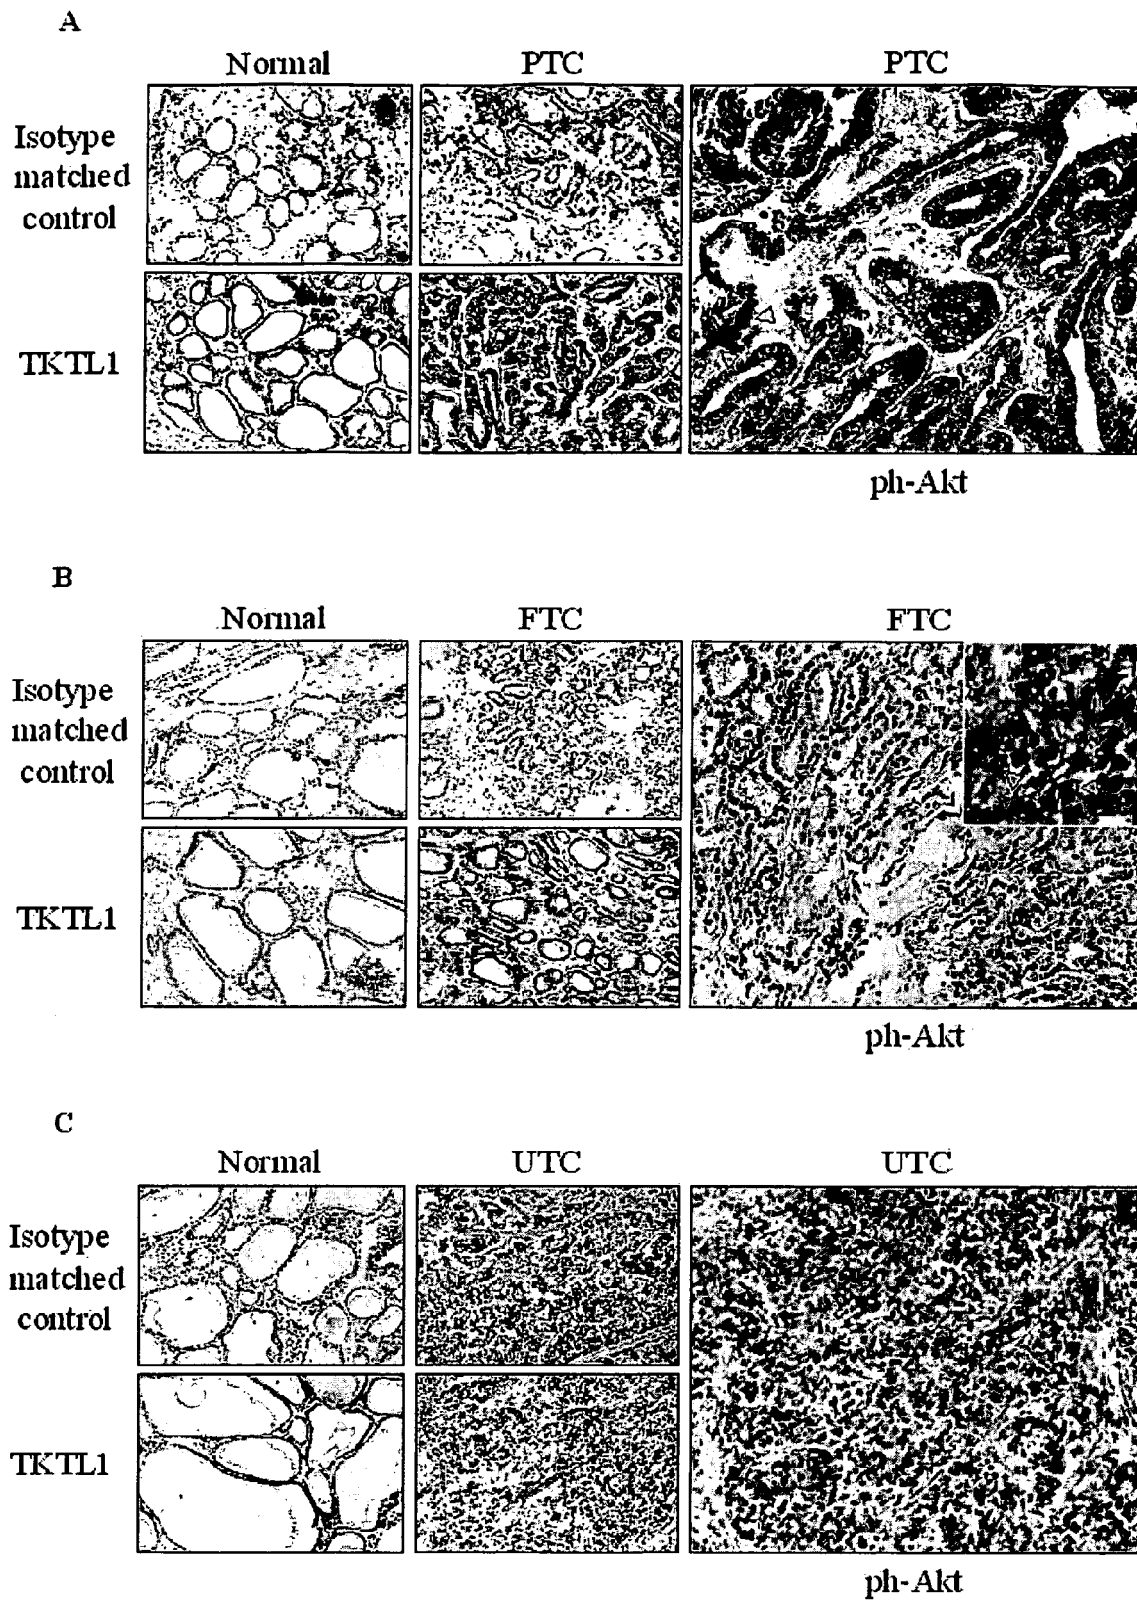 A
Normal PTC PTC
Isotype
matched
control
TKTL1
ph-Akt
B
Normal FTC FTC
Isotype
matched
control
TKTL1
ph-Akt
C
Normal UTC UTC
Isotype
matched
control
TKTL1
ph-Akt